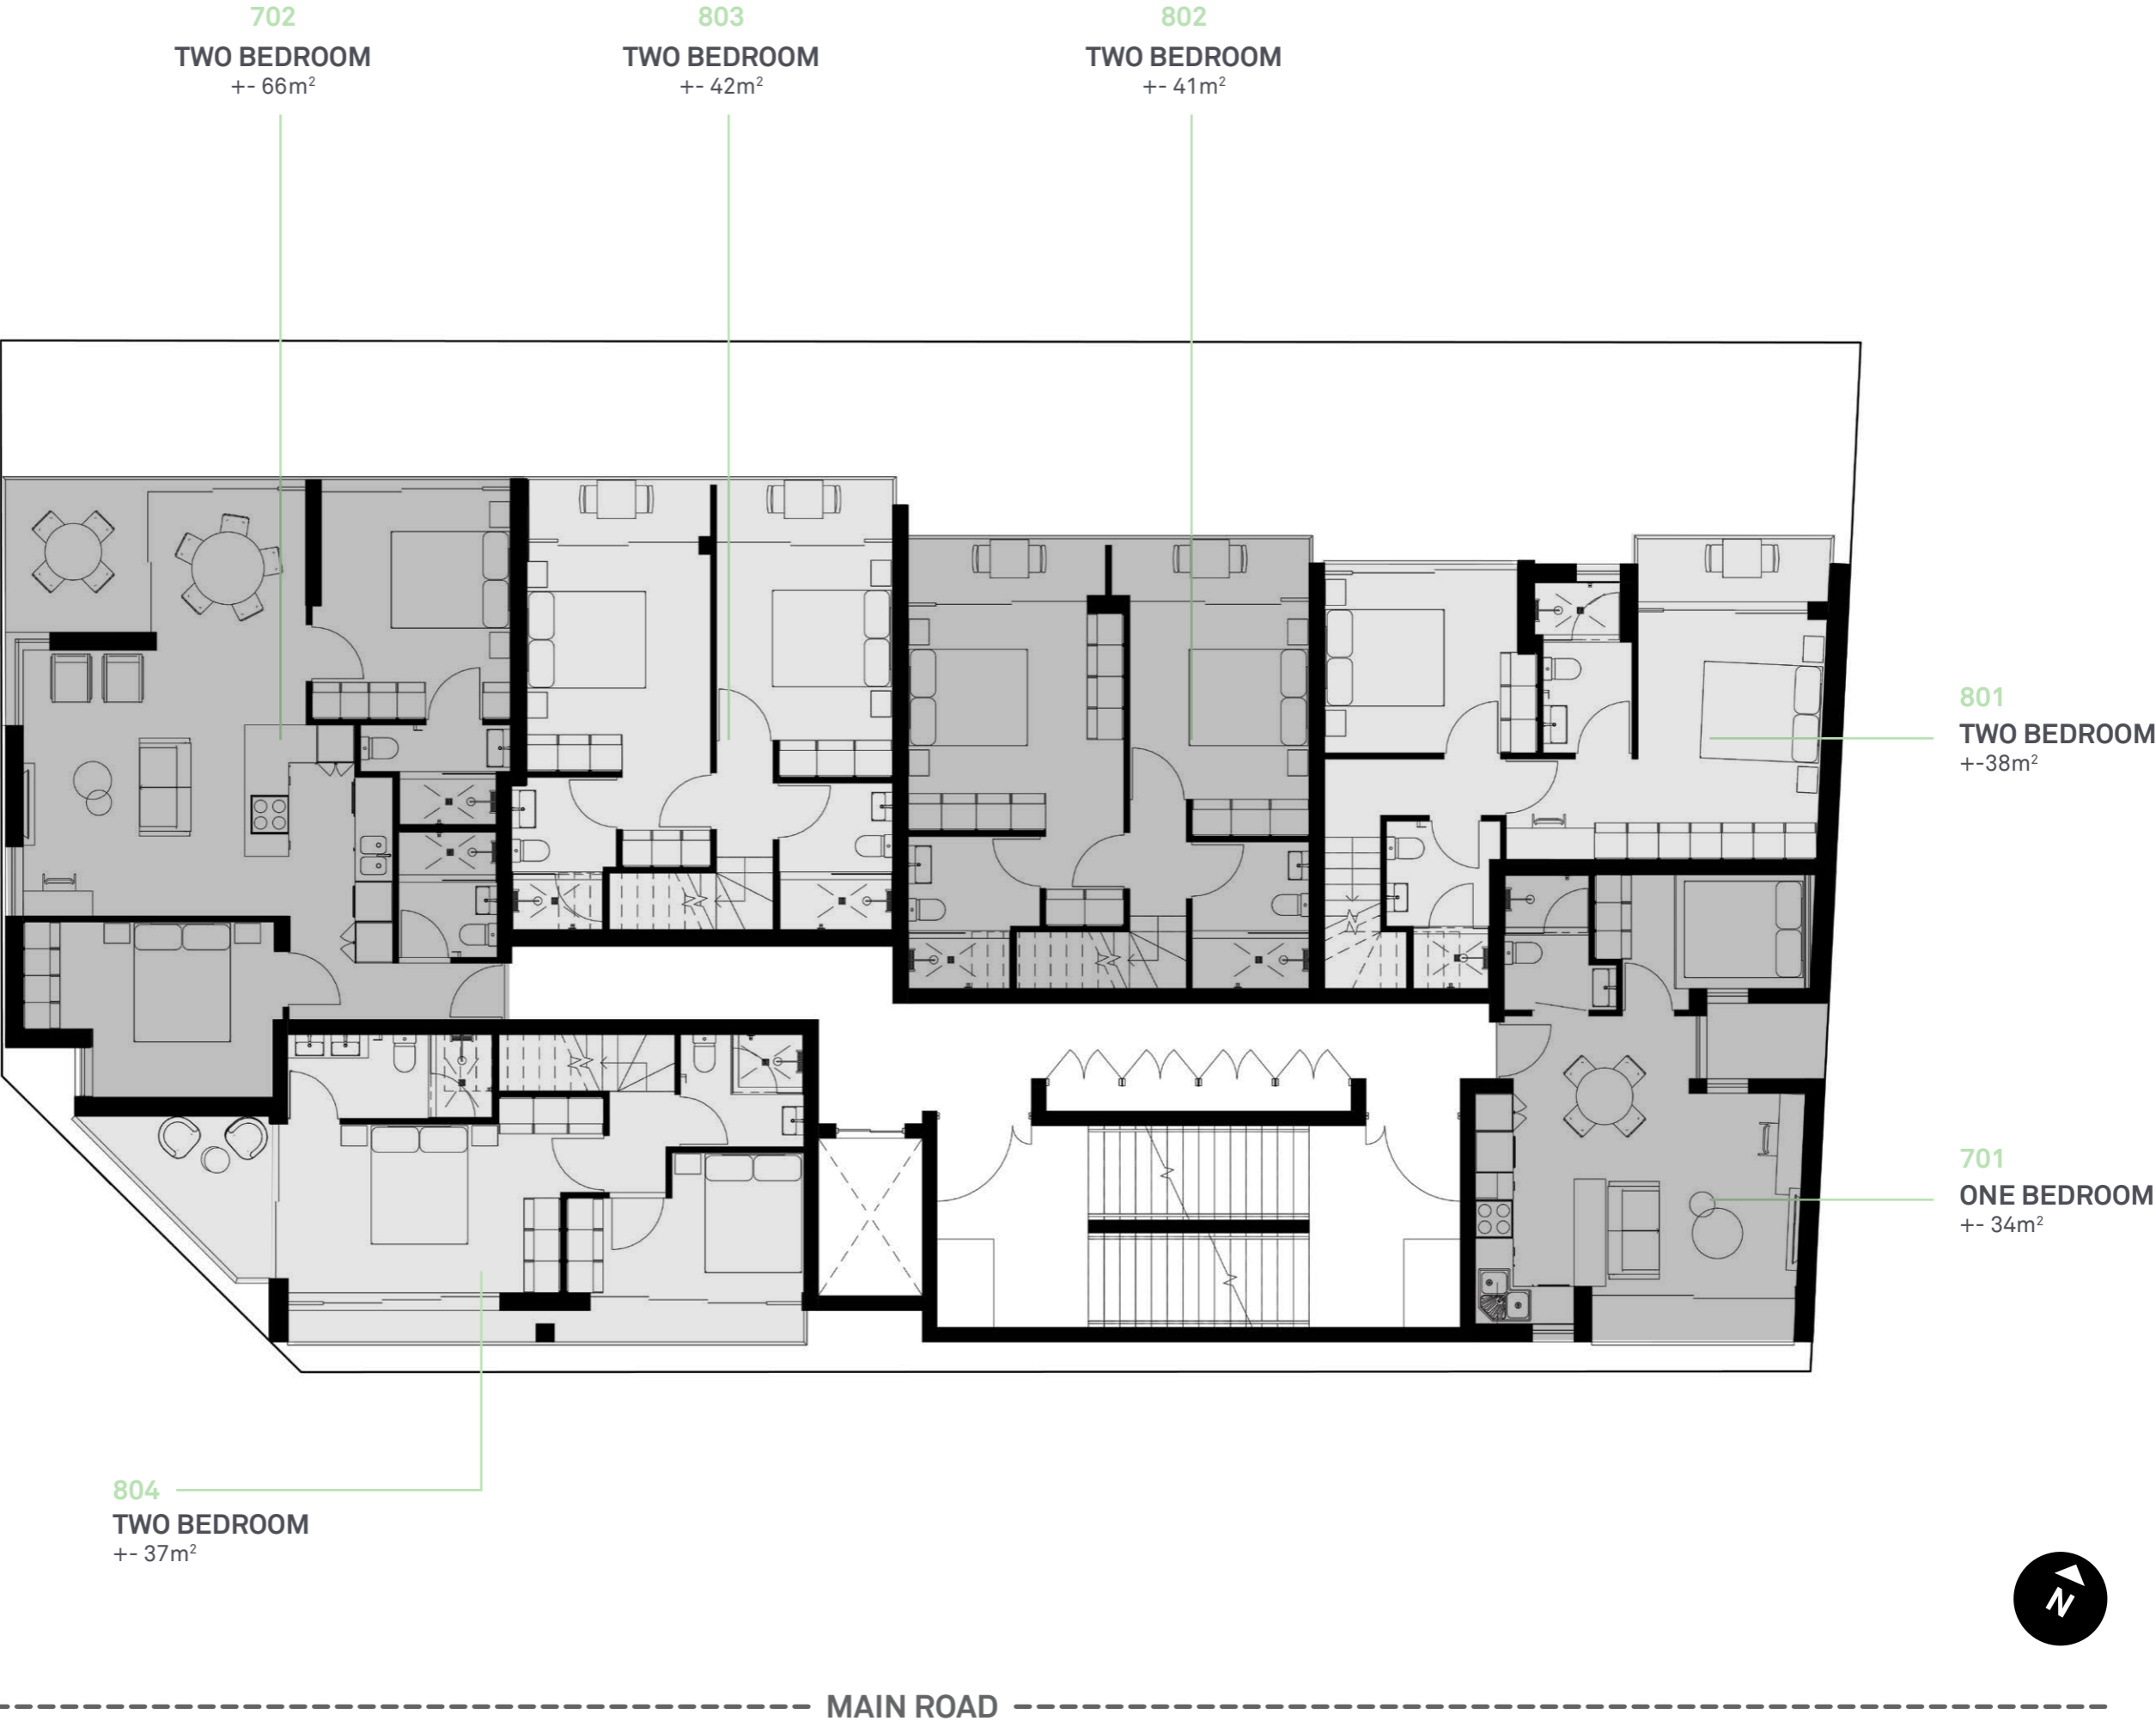 702
TWO BEDROOM
+- 66m²
803
TWO BEDROOM
+- 42m²
802
TWO BEDROOM
+- 41m²
801
TWO BEDROOM
+-38m²
701
ONE BEDROOM
+- 34m²
804
TWO BEDROOM
+- 37m²
N
MAIN ROAD